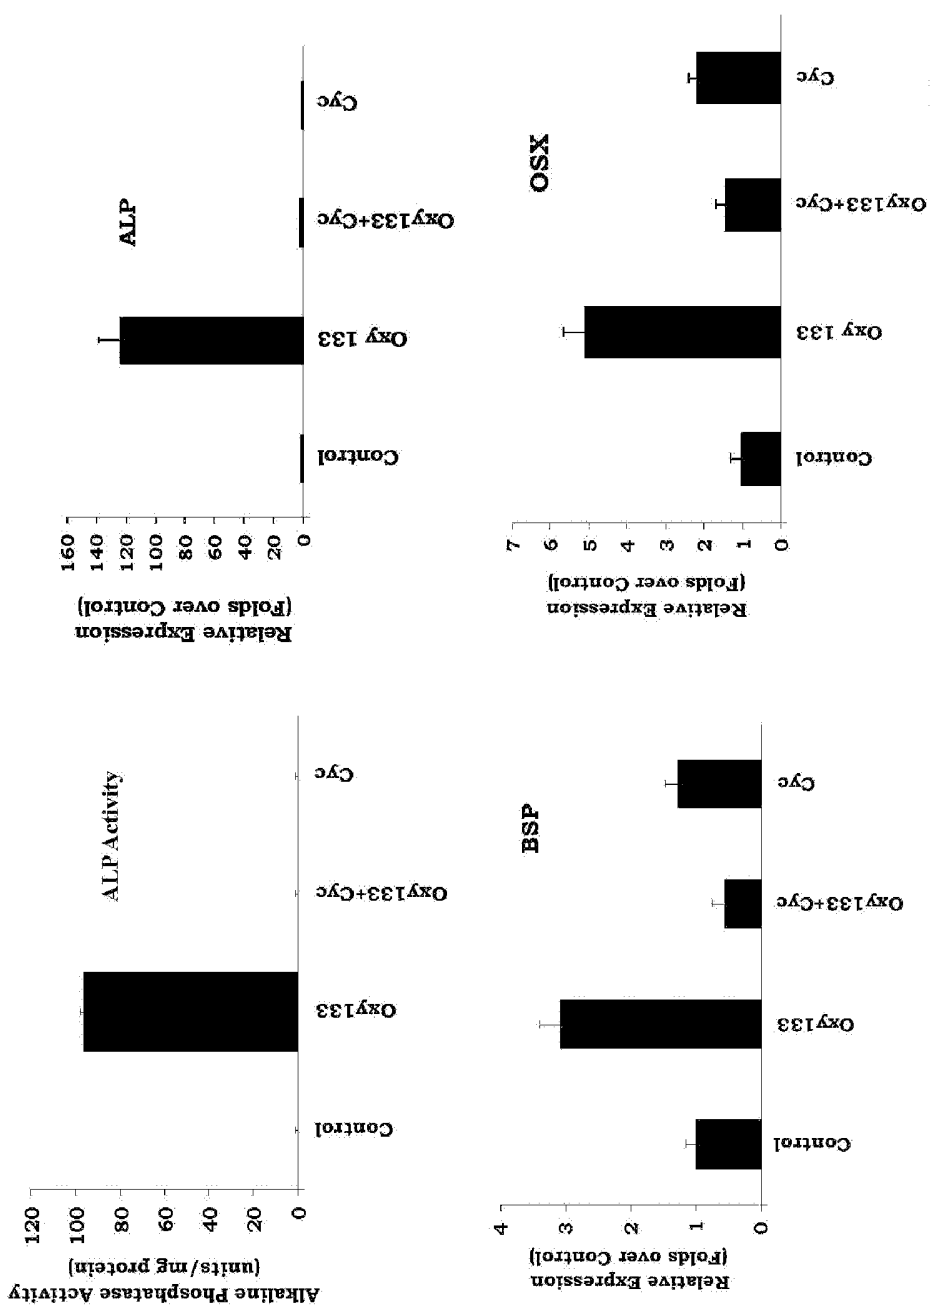 Alkaline Phosphatase Activity
(units/mg protein)
120
100
80
60
40
20
0
ALP Activity
Control
Oxy133
Oxy133+Cyc
Cyc
Relative Expression
(Folds over Control)
160
140
120
100
80
60
40
20
0
ALP
Control
Oxy 133
Oxy133+Cyc
Cyc
Relative Expression
(Folds over Control)
4
3
2
1
0
BSP
Control
Oxy133
Oxy133+Cyc
Cyc
Relative Expression
(Folds over Control)
7
6
5
4
3
2
1
0
OSX
Control
Oxy 133
Oxy133+Cyc
Cyc